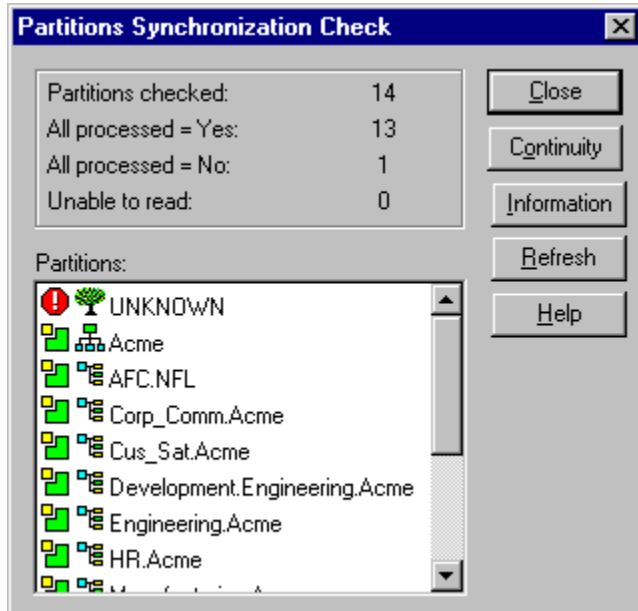 Partitions Synchronization Check
Partitions checked: 14
All processed = Yes: 13
All processed = No: 1
Unable to read: 0
Close
Continuity
Information
Refresh
Help
Partitions:
UNKNOWN
Acme
AFC.NFL
Corp_Comm.Acme
Cus_Sat.Acme
Development.Engineering.Acme
Engineering.Acme
HR.Acme